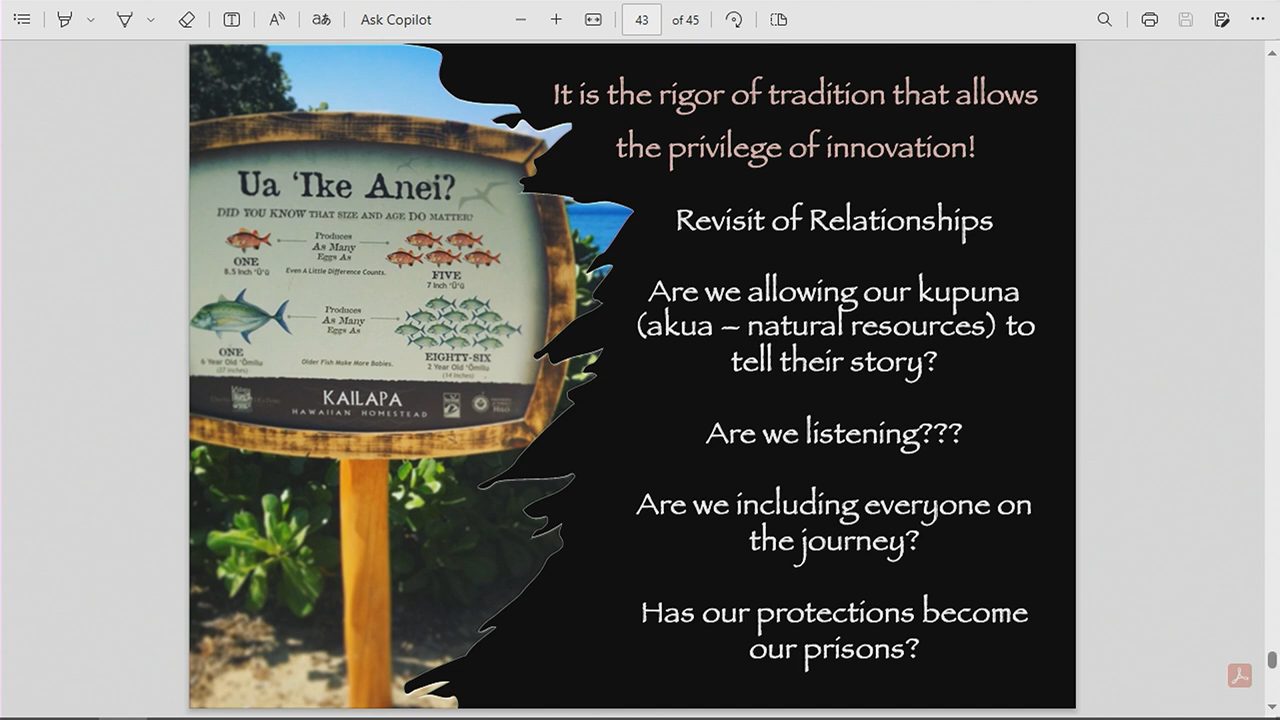 Ask Copilot
43 of 45
It is the rigor of tradition that allows
the privilege of innovation!
Revisit of Relationships
Are we allowing our kupuna
(akua – natural resources) to
tell their story?
Are we listening???
Are we including everyone on
the journey?
Has our protections become
our prisons?
Ua ‘Ike Anei?
DID YOU KNOW THAT SIZE AND AGE DO MATTER?
Produces
As Many
Eggs As
ONE
8.5 Inch ‘Ū‘ū
Even A Little Difference Counts.
FIVE
7 Inch ‘Ū‘ū
Produces
As Many
Eggs As
ONE
6 Year Old ‘Ōmilu
(27 inches)
Older Fish Make More Babies.
EIGHTY-SIX
2 Year Old ‘Ōmilu
(14 Inches)
KAILAPA
HAWAIIAN HOMESTEAD